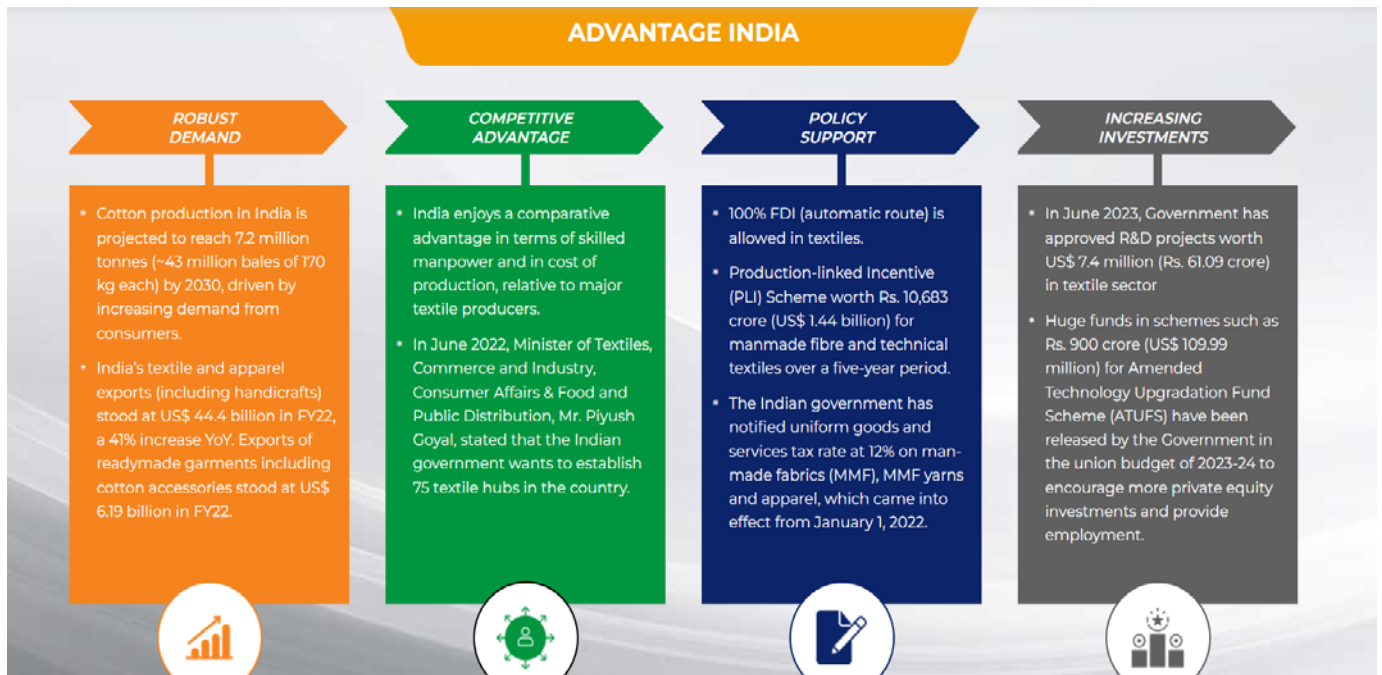 ADVANTAGE INDIA
ROBUST
DEMAND
* Cotton production in India is
projected to reach 7.2 million
tonnes (~43 million bales of 170
kg each) by 2030, driven by
increasing demand from
consumers.
* India's textile and apparel
exports (including handicrafts)
stood at US$ 44.4 billion in FY22,
a 41% increase YoY. Exports of
readymade garments including
cotton accessories stood at US$
6.19 billion in FY22.
COMPETITIVE
ADVANTAGE
* India enjoys a comparative
advantage in terms of skilled
manpower and in cost of
production, relative to major
textile producers.
* In June 2022, Minister of Textiles,
Commerce and Industry,
Consumer Affairs & Food and
Public Distribution, Mr. Piyush
Goyal, stated that the Indian
government wants to establish
75 textile hubs in the country.
POLICY
SUPPORT
* 100% FDI (automatic route) is
allowed in textiles.
* Production-linked Incentive
(PLI) Scheme worth Rs. 10,683
crore (US$ 1.44 billion) for
manmade fibre and technical
textiles over a five-year period.
* The Indian government has
notified uniform goods and
services tax rate at 12% on man-
made fabrics (MMF), MMF yarns
and apparel, which came into
effect from January 1, 2022.
INCREASING
INVESTMENTS
* In June 2023, Government has
approved R&D projects worth
US$ 7.4 million (Rs. 61.09 crore)
in textile sector
* Huge funds in schemes such as
Rs. 900 crore (US$ 109.99
million) for Amended
Technology Upgradation Fund
Scheme (ATUFS) have been
released by the Government in
the union budget of 2023-24 to
encourage more private equity
investments and provide
employment.